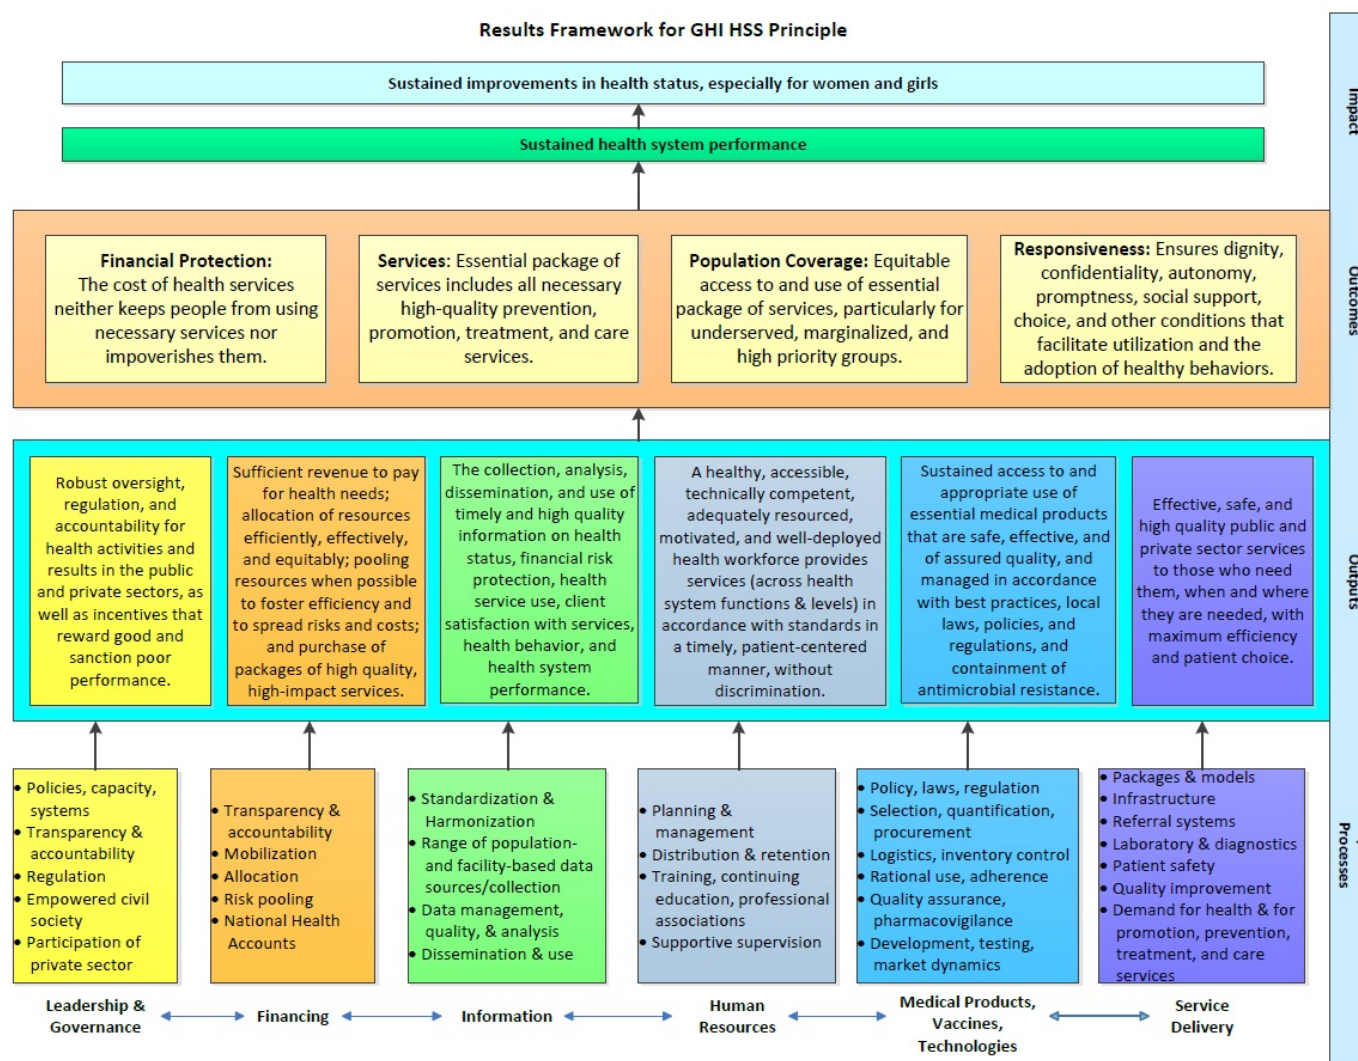 Results Framework for GHI HSS Principle
Sustained improvements in health status, especially for women and girls
Sustained health system performance
Impact
Financial Protection:
The cost of health services
neither keeps people from using
necessary services nor
impoverishes them.
Services: Essential package of
services includes all necessary
high-quality prevention,
promotion, treatment, and care
services.
Population Coverage: Equitable
access to and use of essential
package of services, particularly for
underserved, marginalized, and
high priority groups.
Responsiveness: Ensures dignity,
confidentiality, autonomy,
promptness, social support,
choice, and other conditions that
facilitate utilization and the
adoption of healthy behaviors.
Outcomes
Robust oversight,
regulation, and
accountability for
health activities and
results in the public
and private sectors, as
well as incentives that
reward good and
sanction poor
performance.
Sufficient revenue to pay
for health needs;
allocation of resources
efficiently, effectively,
and equitably; pooling
resources when possible
to foster efficiency and
to spread risks and costs;
and purchase of
packages of high quality,
high-impact services.
The collection, analysis,
dissemination, and use of
timely and high quality
information on health
status, financial risk
protection, health
service use, client
satisfaction with services,
health behavior, and
health system
performance.
A healthy, accessible,
technically competent,
adequately resourced,
motivated, and well-deployed
health workforce provides
services (across health
system functions & levels) in
accordance with standards in
a timely, patient-centered
manner, without
discrimination.
Sustained access to and
appropriate use of
essential medical products
that are safe, effective, and
of assured quality, and
managed in accordance
with best practices, local
laws, policies, and
regulations, and
containment of
antimicrobial resistance.
Effective, safe, and
high quality public and
private sector services
to those who need
them, when and where
they are needed, with
maximum efficiency
and patient choice.
Outputs
• Policies, capacity,
systems
• Transparency &
accountability
• Regulation
• Empowered civil
society
• Participation of
private sector
• Transparency &
accountability
• Mobilization
• Allocation
• Risk pooling
• National Health
Accounts
• Standardization &
Harmonization
• Range of population-
and facility-based data
sources/collection
• Data management,
quality, & analysis
• Dissemination & use
• Planning &
management
• Distribution & retention
• Training, continuing
education, professional
associations
• Supportive supervision
• Policy, laws, regulation
• Selection, quantification,
procurement
• Logistics, inventory control
• Rational use, adherence
• Quality assurance,
pharmacovigilance
• Development, testing,
market dynamics
• Packages & models
• Infrastructure
• Referral systems
• Laboratory & diagnostics
• Patient safety
• Quality improvement
• Demand for health & for
promotion, prevention,
treatment, and care
services
Processes
Leadership &
Governance
Financing
Information
Human
Resources
Medical Products,
Vaccines,
Technologies
Service
Delivery